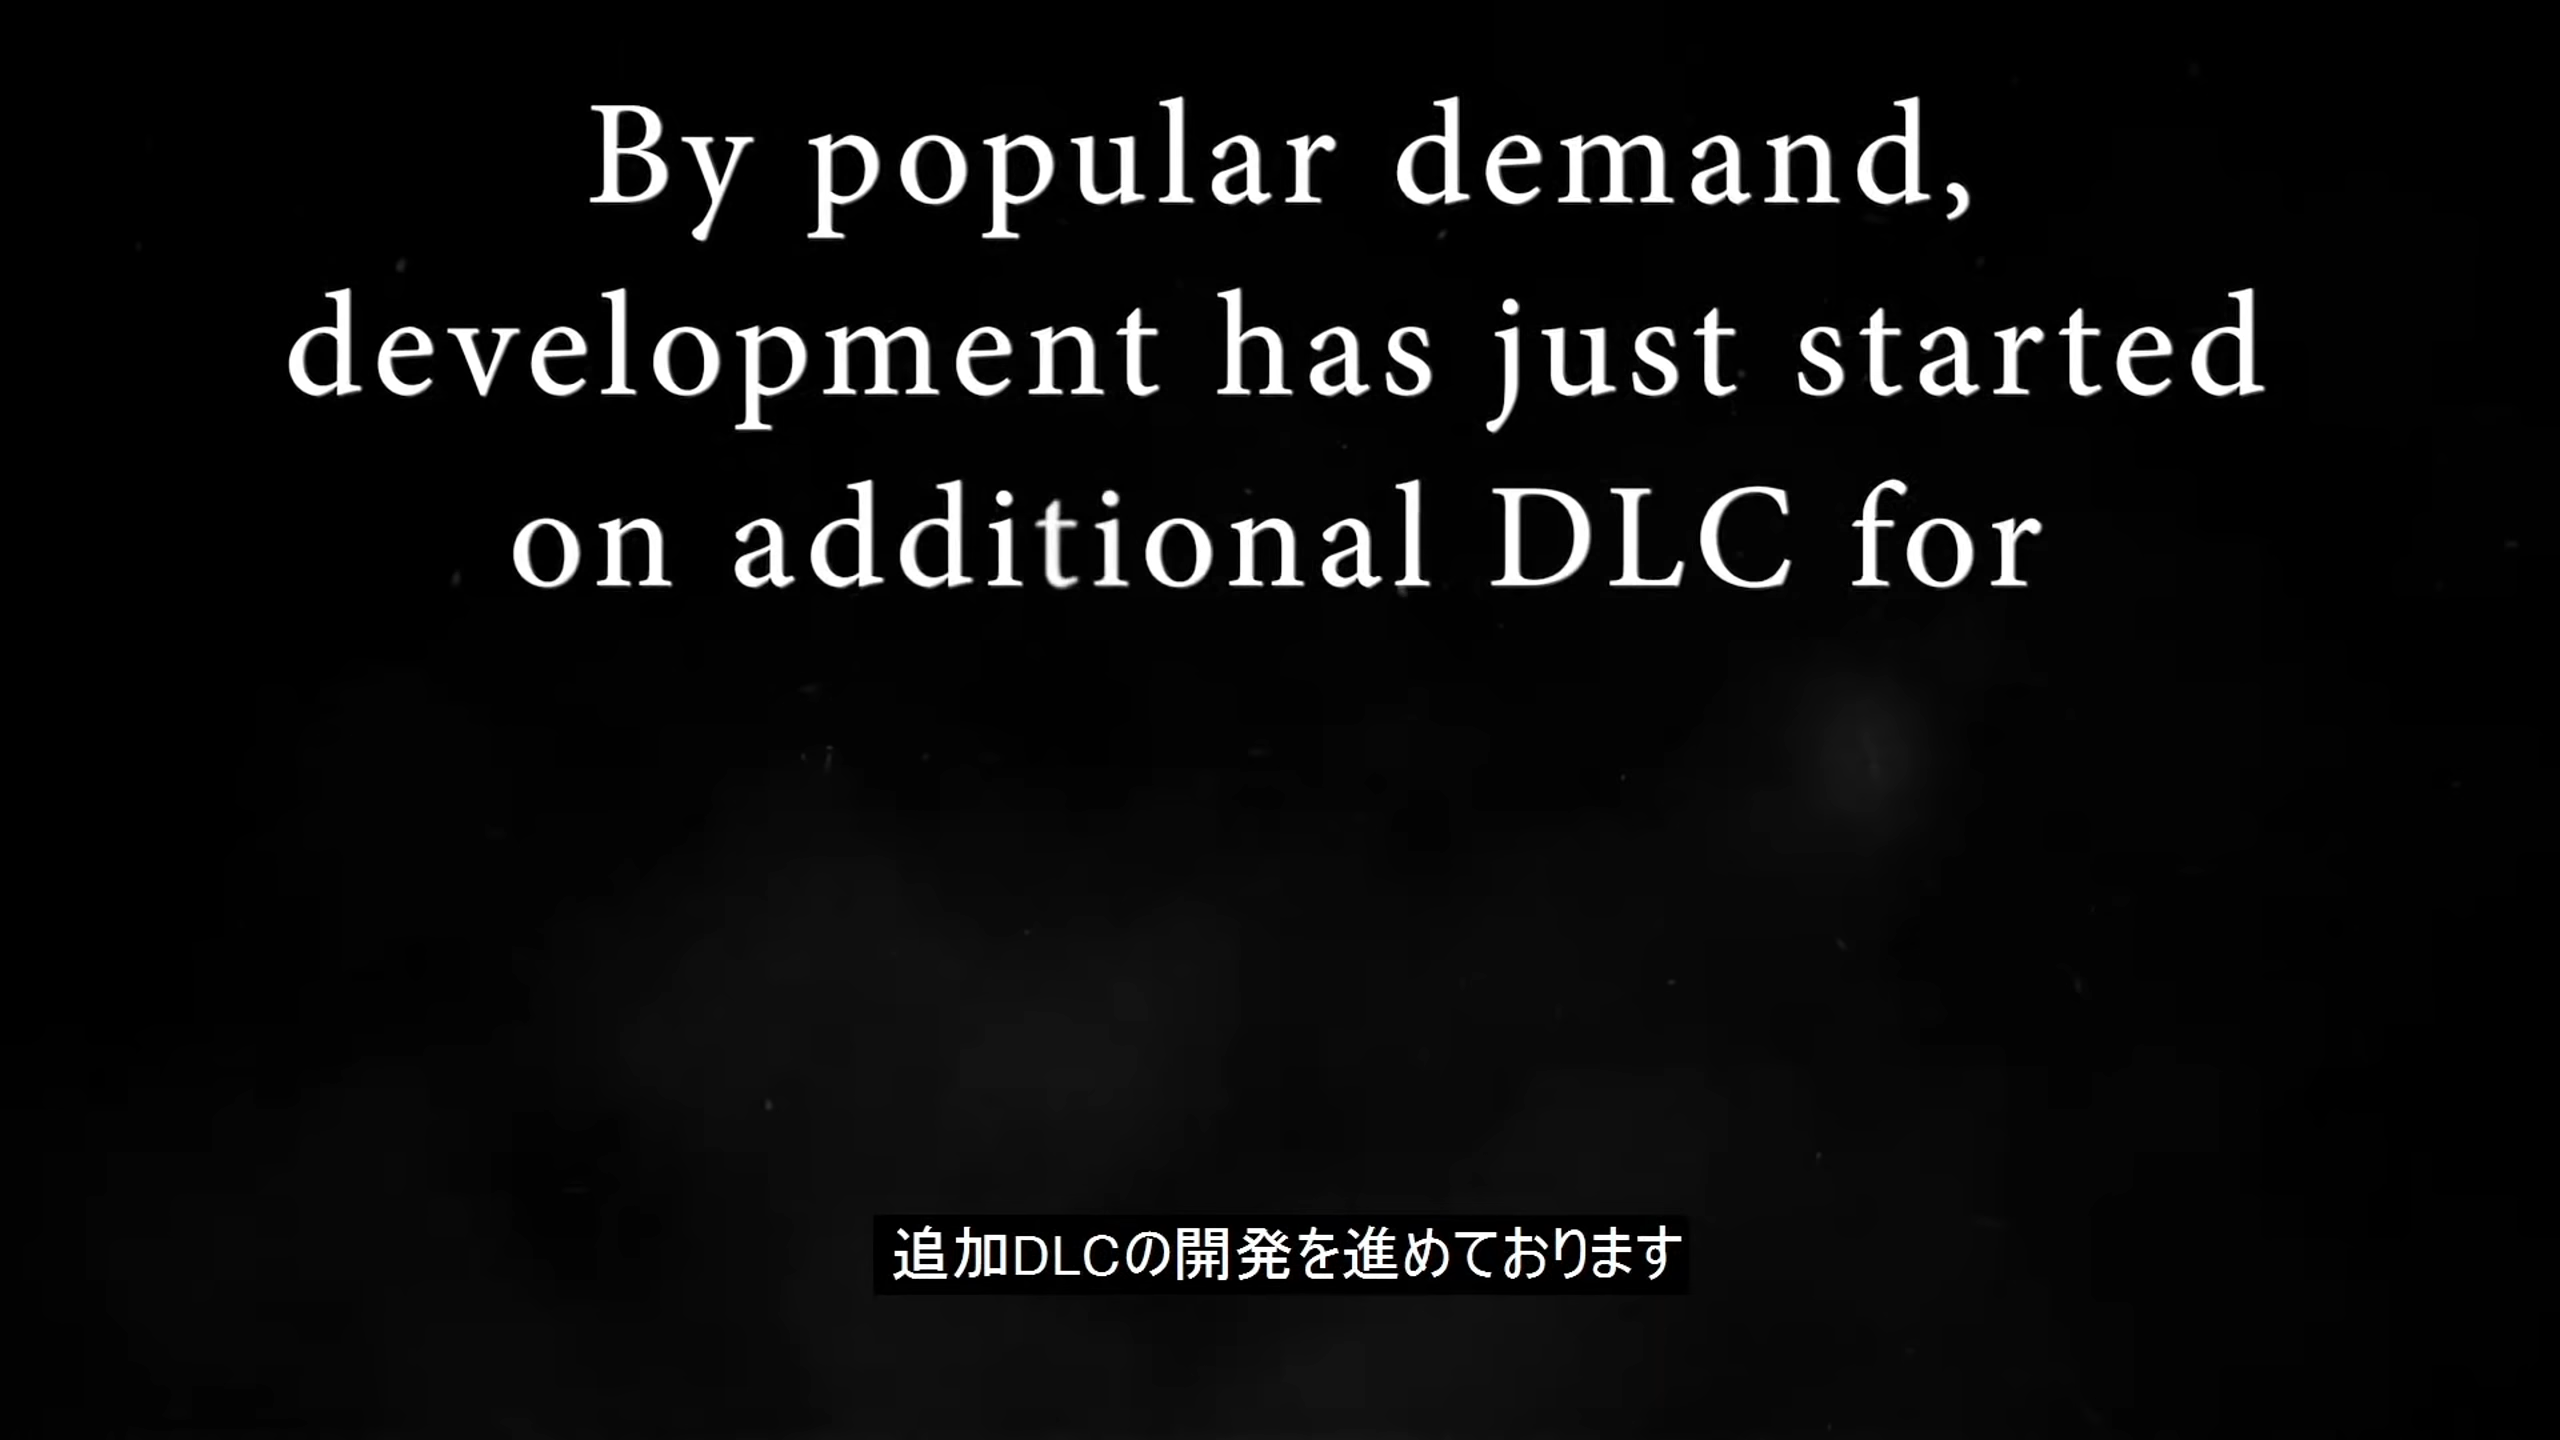 By popular demand,
development has just started
on additional DLC for
追加DLCの開発を進めております